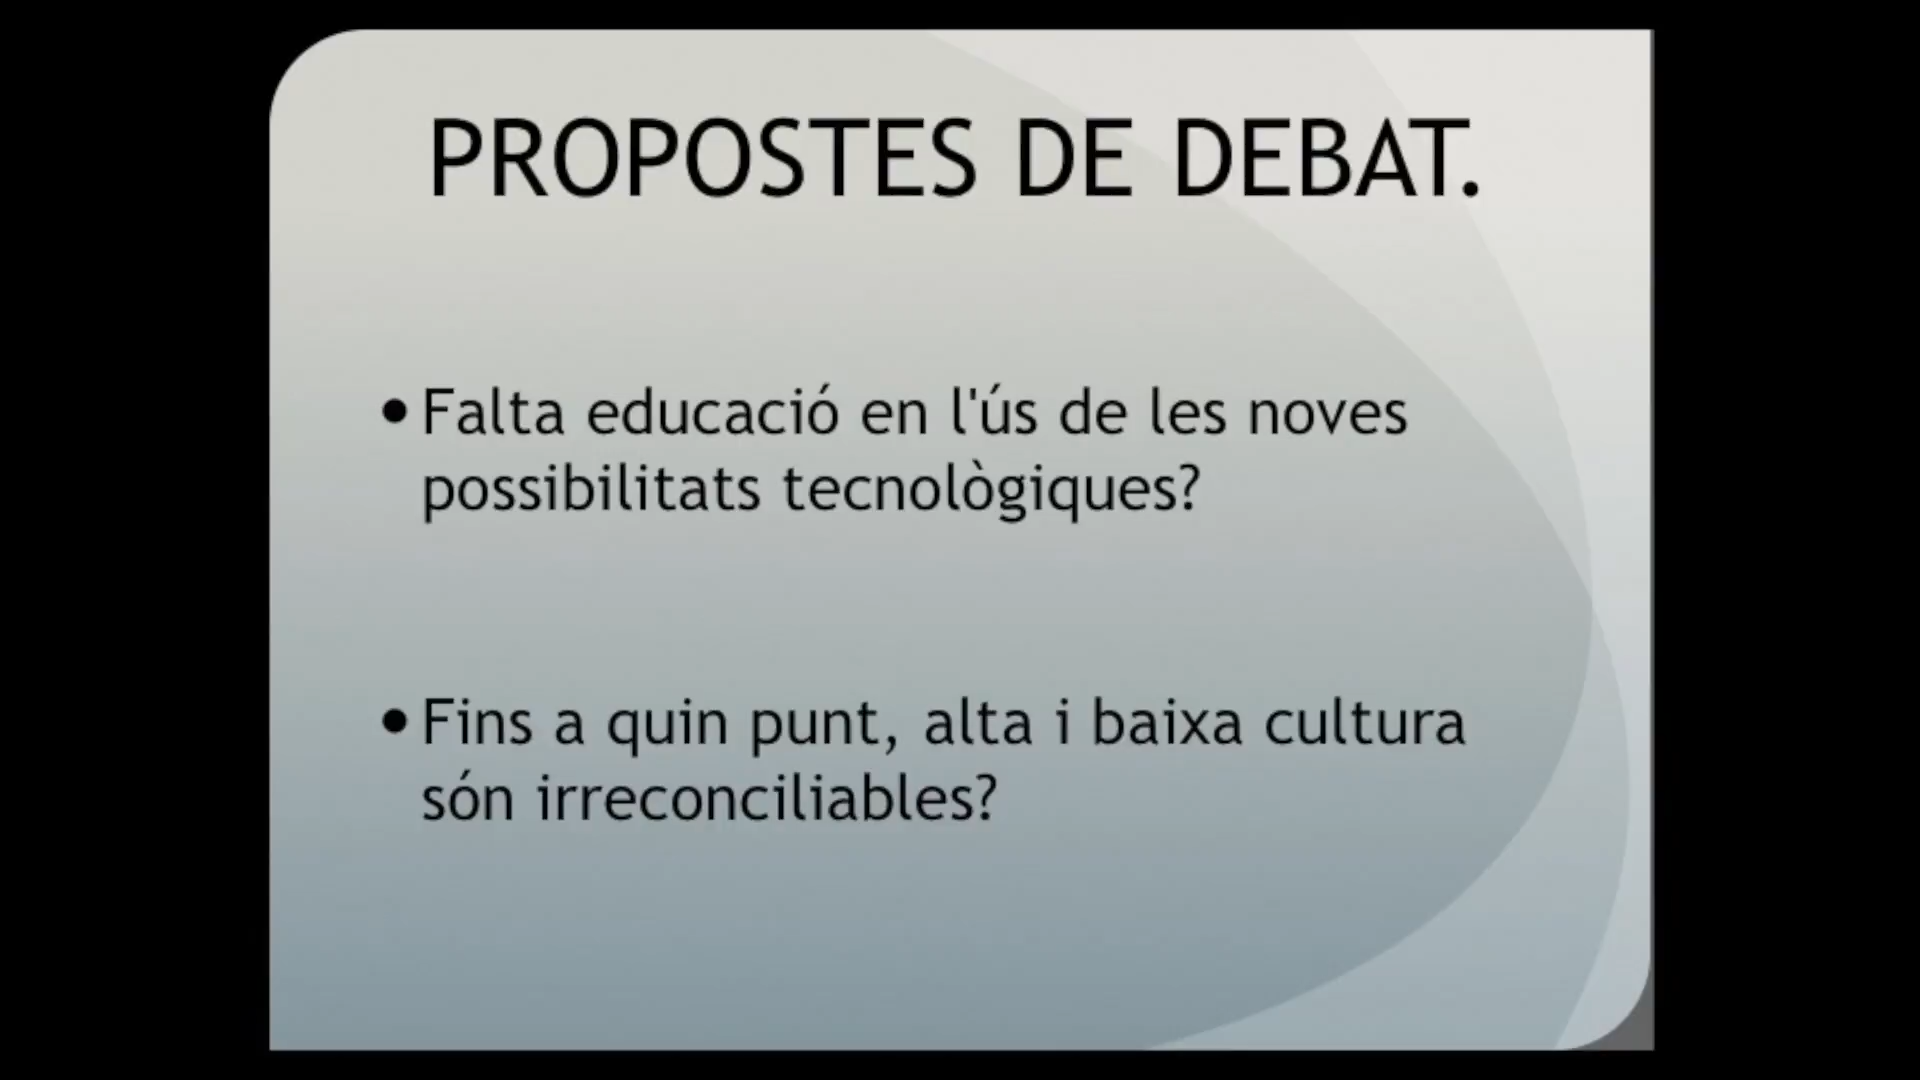 PROPOSTES DE DEBAT.
•Falta educació en l'ús de les noves
possibilitats tecnològiques?
•Fins a quin punt, alta i baixa cultura
són irreconciliables?